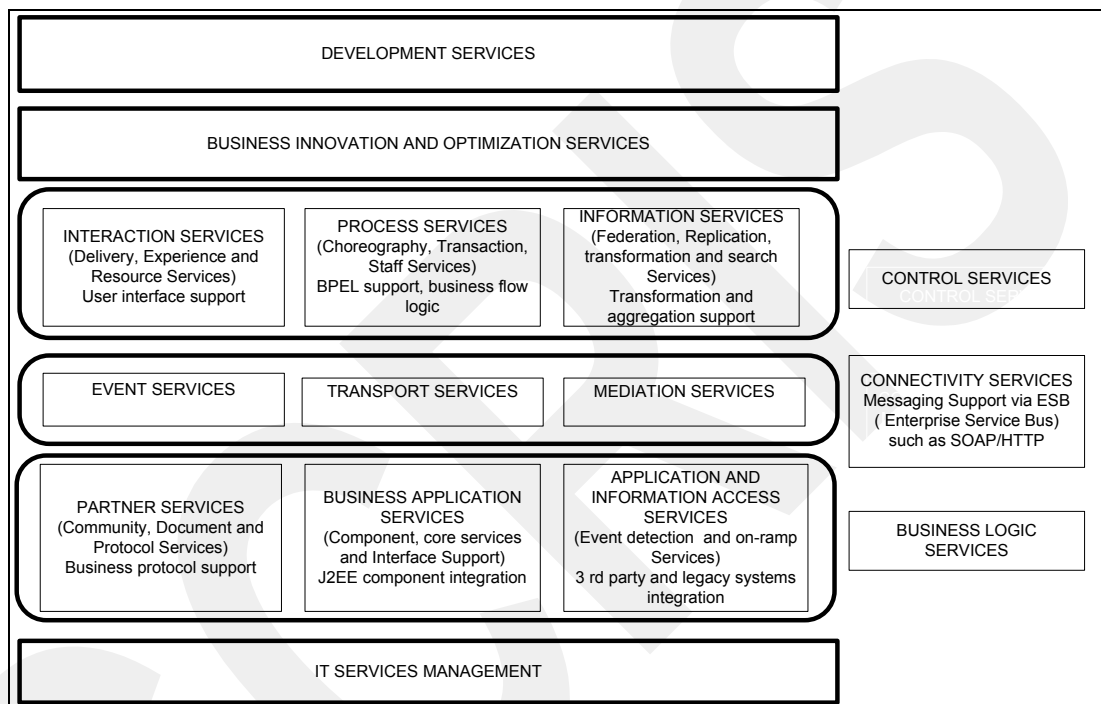 DEVELOPMENT SERVICES
BUSINESS INNOVATION AND OPTIMIZATION SERVICES
INTERACTION SERVICES
(Delivery, Experience and
Resource Services)
User interface support
PROCESS SERVICES
(Choreography, Transaction,
Staff Services)
BPEL support, business flow
logic
INFORMATION SERVICES
(Federation, Replication,
transformation and search
Services)
Transformation and
aggregation support
CONTROL SERVICES
EVENT SERVICES
TRANSPORT SERVICES
MEDIATION SERVICES
CONNECTIVITY SERVICES
Messaging Support via ESB
( Enterprise Service Bus)
such as SOAP/HTTP
PARTNER SERVICES
(Community, Document and
Protocol Services)
Business protocol support
BUSINESS APPLICATION
SERVICES
(Component, core services
and Interface Support)
J2EE component integration
APPLICATION AND
INFORMATION ACCESS
SERVICES
(Event detection and on-ramp
Services)
3 rd party and legacy systems
integration
BUSINESS LOGIC
SERVICES
IT SERVICES MANAGEMENT